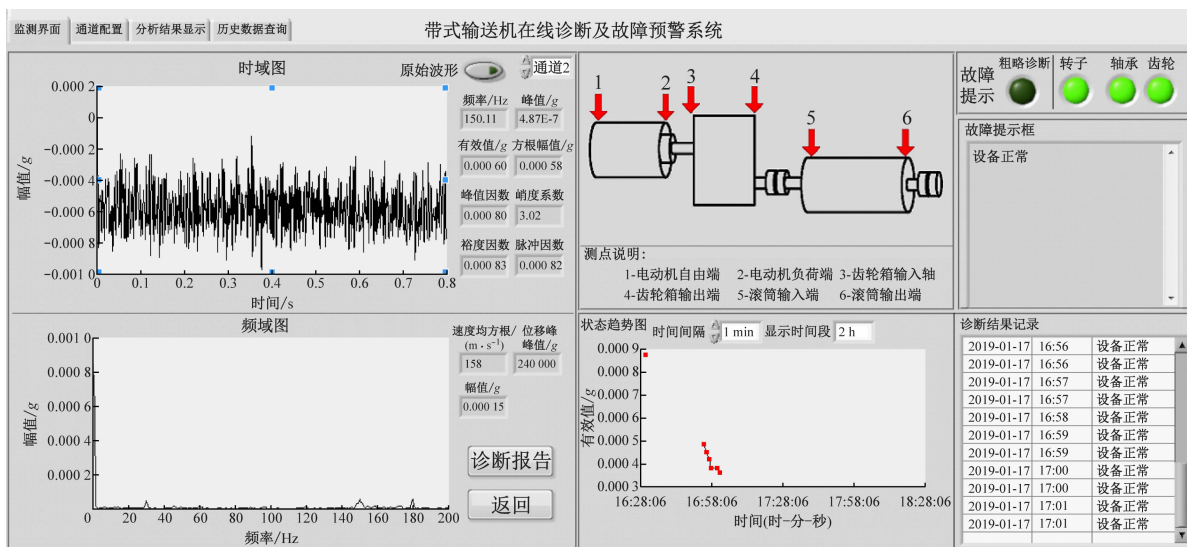 监测界面 通道配置 分析结果显示 历史数据查询
带式输送机在线诊断及故障预警系统
时域图
原始波形
通道2
幅值/g
0.000 2
0
-0.000 2
-0.000 4
-0.000 6
-0.000 8
-0.001 0
0 0.1 0.2 0.3 0.4 0.5 0.6 0.7 0.8
时间/s
频率/Hz 峰值/g
150.11 4.87E-7
有效值/g 方根幅值/g
0.000 60 0.000 58
峰值因数 峭度系数
0.000 80 3.02
裕度因数 脉冲因数
0.000 83 0.000 82
频域图
幅值/g
0.001 0
0.000 8
0.000 6
0.000 4
0.000 2
0 20 40 60 80 100 120 140 160 180 200
频率/Hz
速度均方根/ 位移峰
(m·s⁻¹) 峰值/g
158 240 000
幅值/g
0.000 15
诊断报告
返回
1 2 3 4
5 6
测点说明:
1-电动机自由端 2-电动机负荷端 3-齿轮箱输入轴
4-齿轮箱输出端 5-滚筒输入端 6-滚筒输出端
状态趋势图 时间间隔 1 min 显示时间段 2 h
有效值/g
0.000 9
0.000 5
0.000 4
0.000 3
16:28:06 16:58:06 17:28:06 17:58:06 18:28:06
时间(时-分-秒)
故障
提示
粗略诊断 转子 轴承 齿轮
故障提示框
设备正常
诊断结果记录
2019-01-17 16:56 设备正常
2019-01-17 16:56 设备正常
2019-01-17 16:57 设备正常
2019-01-17 16:57 设备正常
2019-01-17 16:58 设备正常
2019-01-17 16:59 设备正常
2019-01-17 16:59 设备正常
2019-01-17 17:00 设备正常
2019-01-17 17:00 设备正常
2019-01-17 17:01 设备正常
2019-01-17 17:01 设备正常